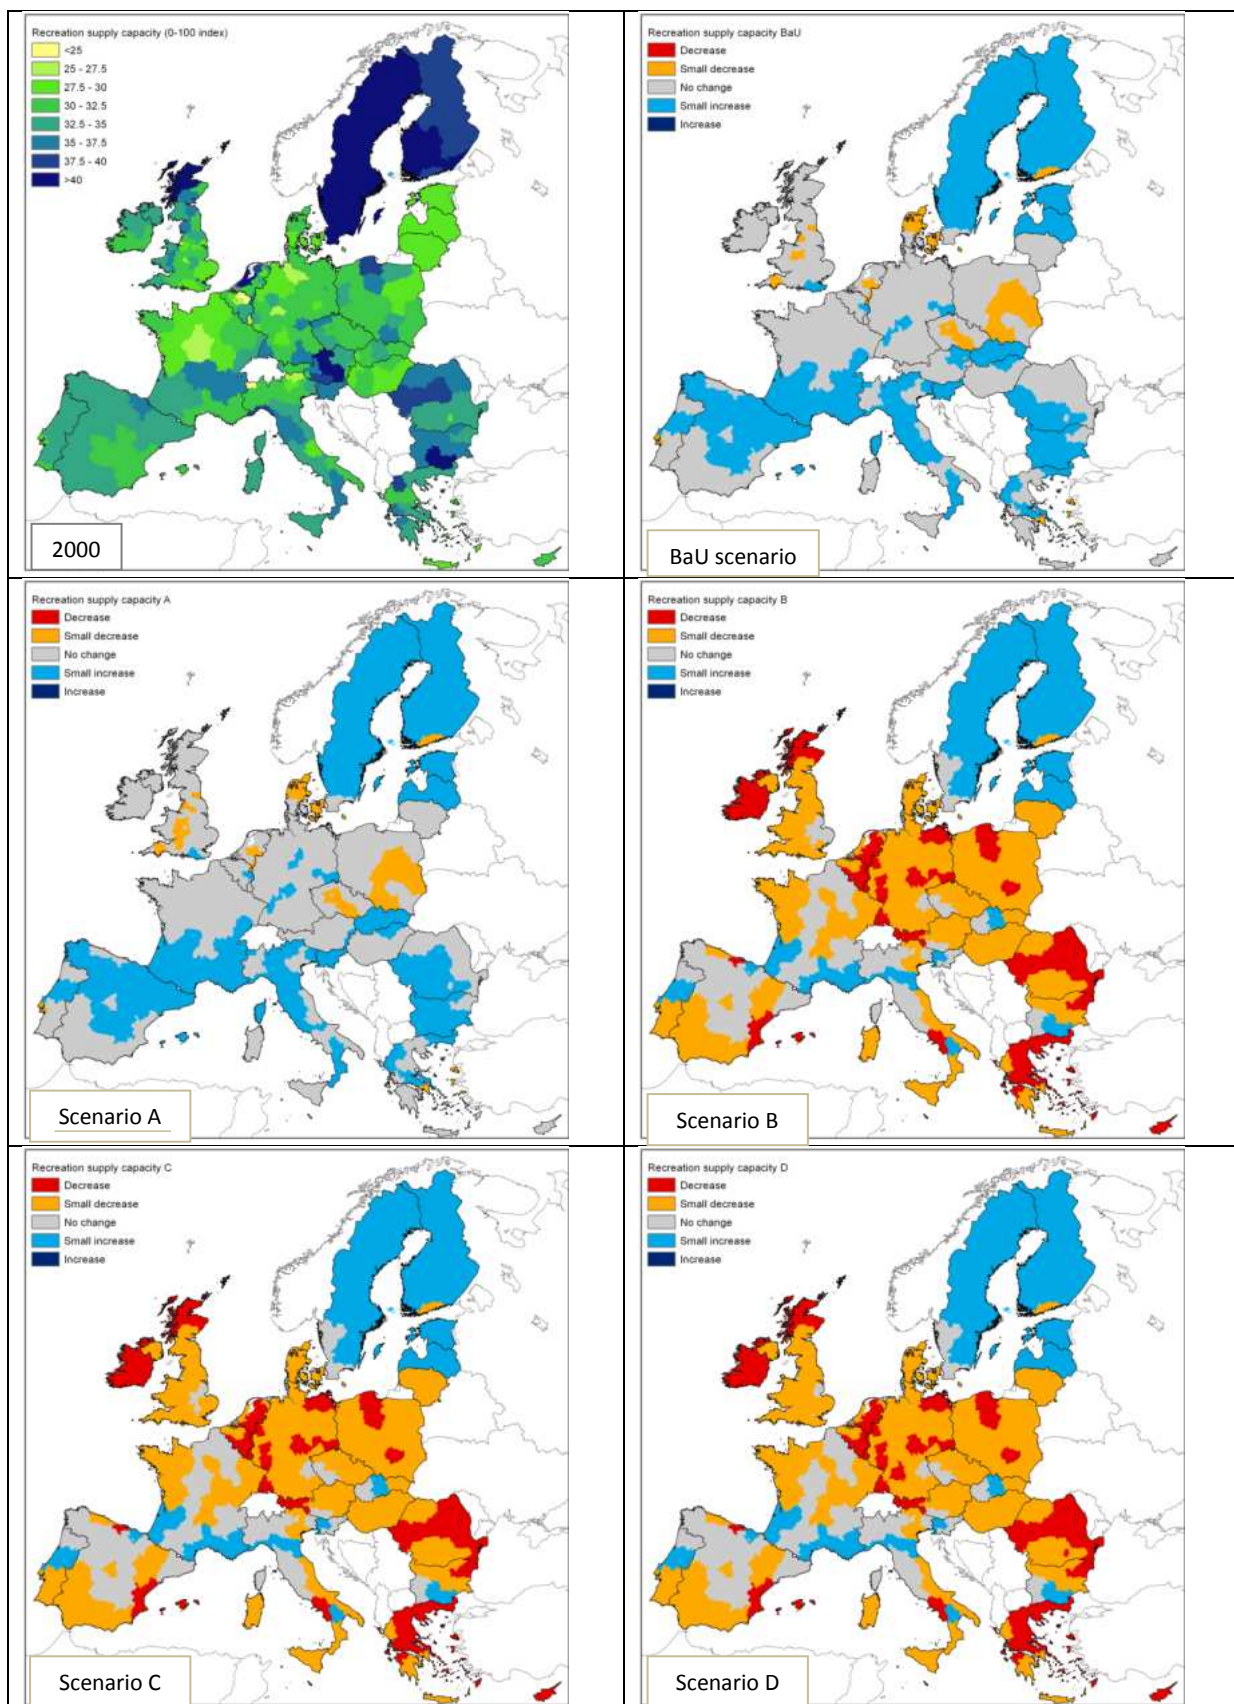 Recreation supply capacity (0-100 index)
<25
25 - 27.5
27.5 - 30
30 - 32.5
32.5 - 35
35 - 37.5
37.5 - 40
>40
2000
Recreation supply capacity BaU
Decrease
Small decrease
No change
Small increase
Increase
BaU scenario
Recreation supply capacity A
Decrease
Small decrease
No change
Small increase
Increase
Scenario A
Recreation supply capacity B
Decrease
Small decrease
No change
Small increase
Increase
Scenario B
Recreation supply capacity C
Decrease
Small decrease
No change
Small increase
Increase
Scenario C
Recreation supply capacity D
Decrease
Small decrease
No change
Small increase
Increase
Scenario D